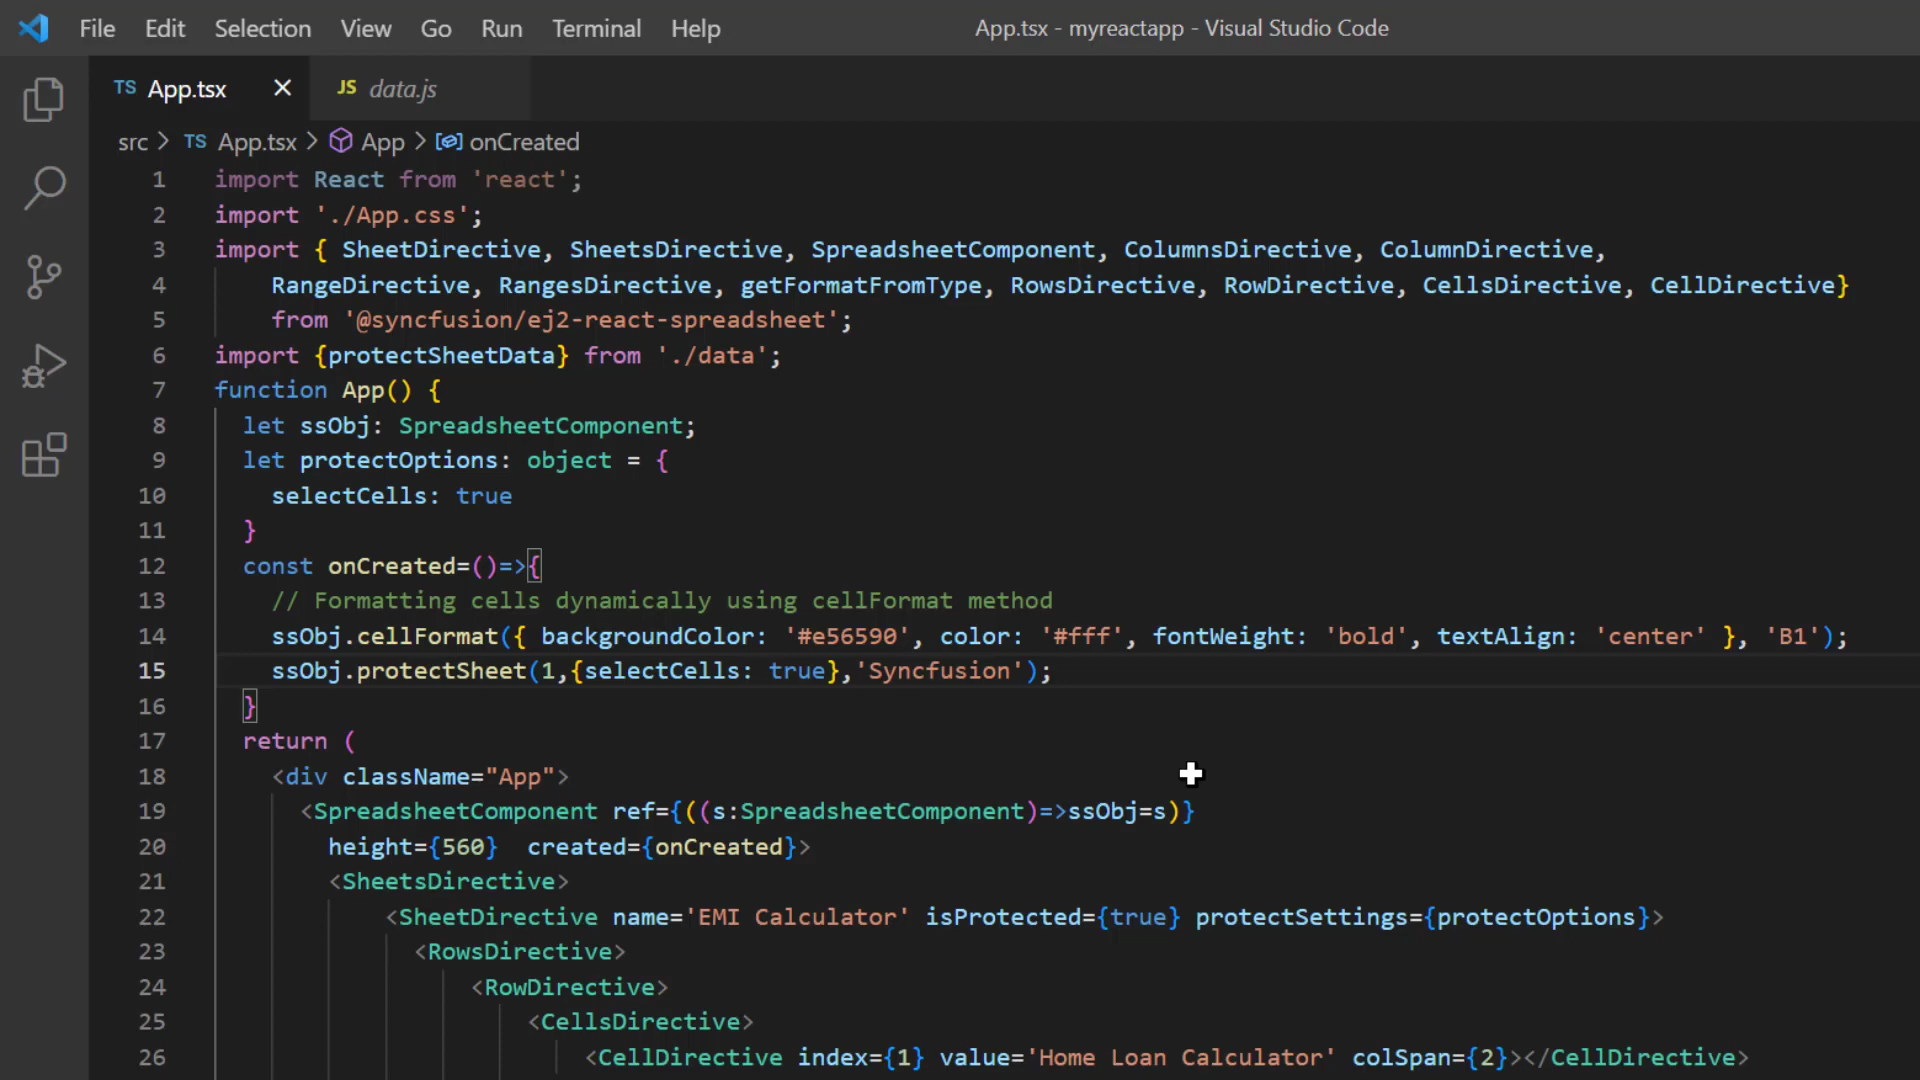 File Edit Selection View Go Run Terminal Help App.tsx - myreactapp - Visual Studio Code
TS App.tsx × JS data.js
src > TS App.tsx > App > onCreated
1 import React from 'react';
2 import './App.css';
3 import { SheetDirective, SheetsDirective, SpreadsheetComponent, ColumnsDirective, ColumnDirective,
4 RangeDirective, RangesDirective, getFormatFromType, RowsDirective, RowDirective, CellsDirective, CellDirective}
5 from '@syncfusion/ej2-react-spreadsheet';
6 import {protectSheetData} from './data';
7 function App() {
8 let ssObj: SpreadsheetComponent;
9 let protectOptions: object = {
10 selectCells: true
11 }
12 const onCreated=()=>{
13 // Formatting cells dynamically using cellFormat method
14 ssObj.cellFormat({ backgroundColor: '#e56590', color: '#fff', fontWeight: 'bold', textAlign: 'center' }, 'B1');
15 ssObj.protectSheet(1,{selectCells: true},'Syncfusion');
16 }
17 return (
18 <div className="App">
19 <SpreadsheetComponent ref={((s:SpreadsheetComponent)=>ssObj=s)}
20 height={560} created={onCreated}>
21 <SheetsDirective>
22 <SheetDirective name='EMI Calculator' isProtected={true} protectSettings={protectOptions}>
23 <RowsDirective>
24 <RowDirective>
25 <CellsDirective>
26 <CellDirective index={1} value='Home Loan Calculator' colSpan={2}></CellDirective>